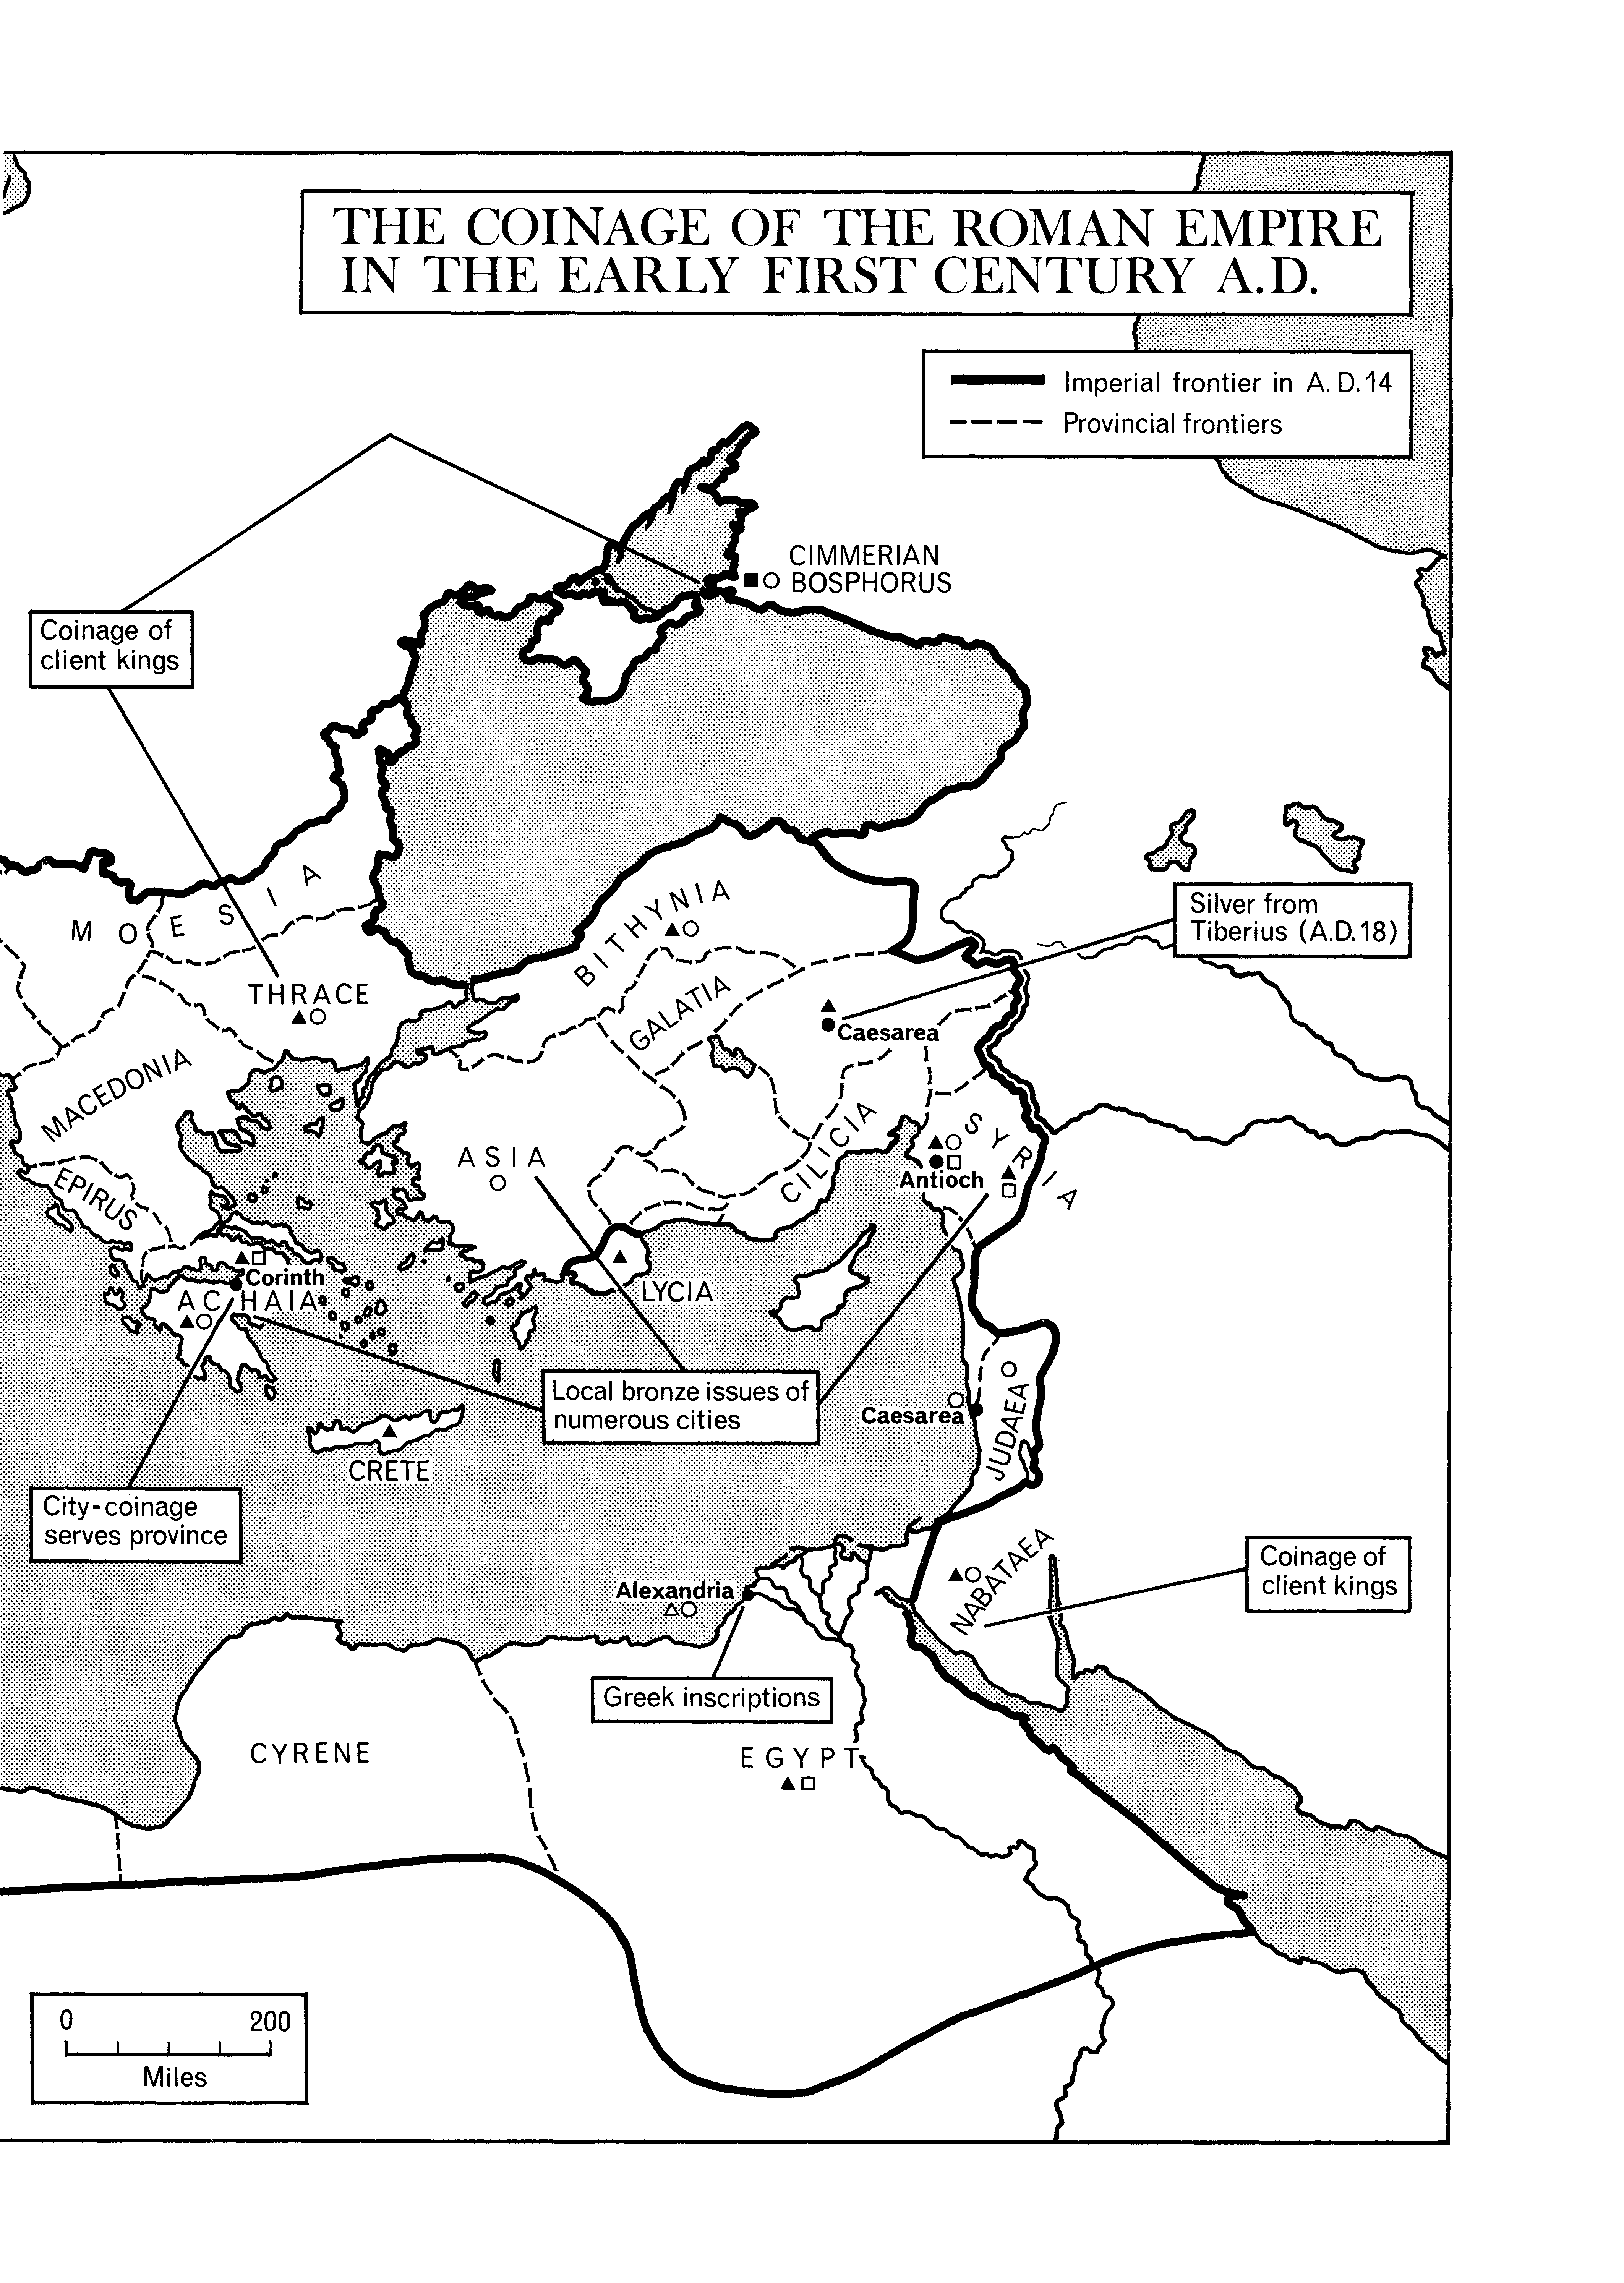 THE COINAGE OF THE ROMAN EMPIRE
IN THE EARLY FIRST CENTURY A.D.
Imperial frontier in A.D.14
Provincial frontiers
CIMMERIAN
BOSPHORUS
Coinage of
client kings
MOESIA
BITHYNIA
Silver from
Tiberius (A.D.18)
THRACE
GALATIA
Caesarea
MACEDONIA
ASIA
CILICIA
SYRIA
Antioch
EPIRUS
Corinth
ACHAIA
LYCIA
Local bronze issues of
numerous cities
Caesarea
JUDAEA
CRETE
City-coinage
serves province
NABATAEA
Coinage of
client kings
Alexandria
Greek inscriptions
CYRENE
EGYPT
0 200
Miles